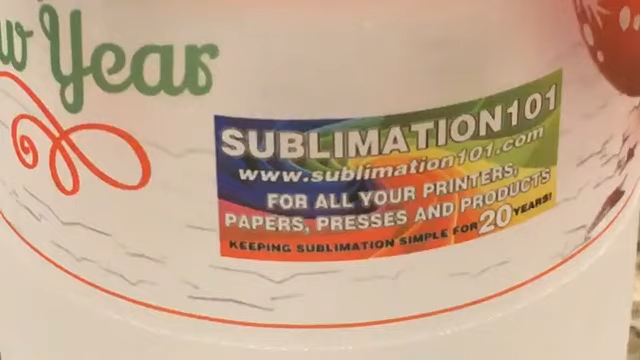 w Year
SUBLIMATION101
www.sublimation101.com
FOR ALL YOUR PRINTERS,
PAPERS, PRESSES AND PRODUCTS
KEEPING SUBLIMATION SIMPLE FOR 20 YEARS!